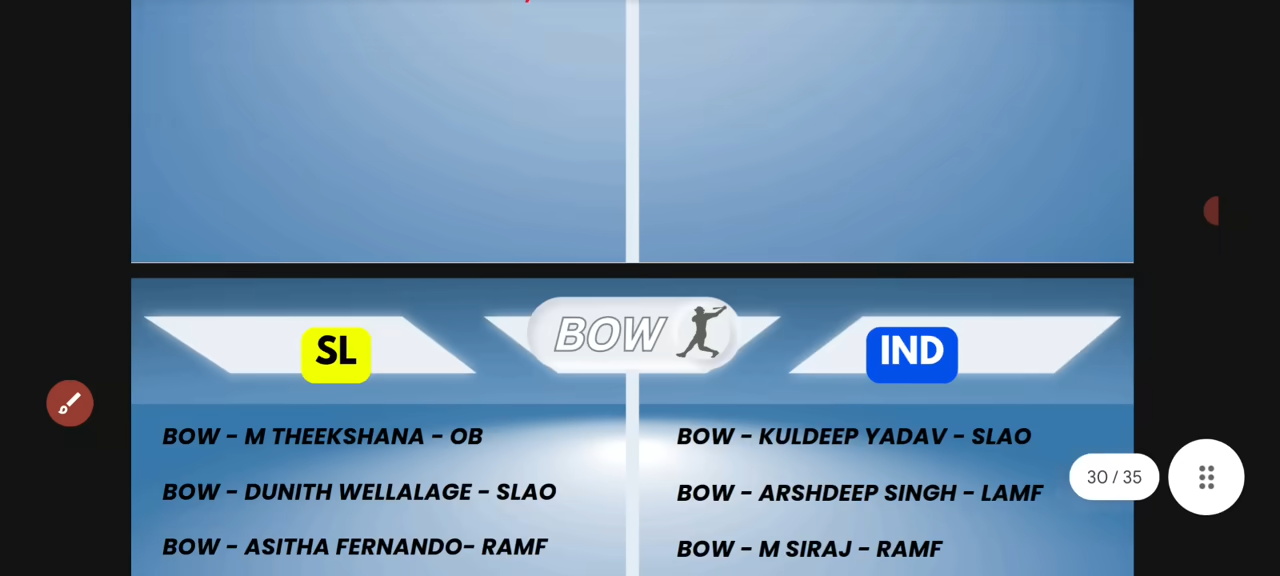 BOW
SL
IND
BOW - M THEEKSHANA - OB
BOW - DUNITH WELLALAGE - SLAO
BOW - ASITHA FERNANDO- RAMF
BOW - KULDEEP YADAV - SLAO
BOW - ARSHDEEP SINGH - LAMF
BOW - M SIRAJ - RAMF
30 / 35